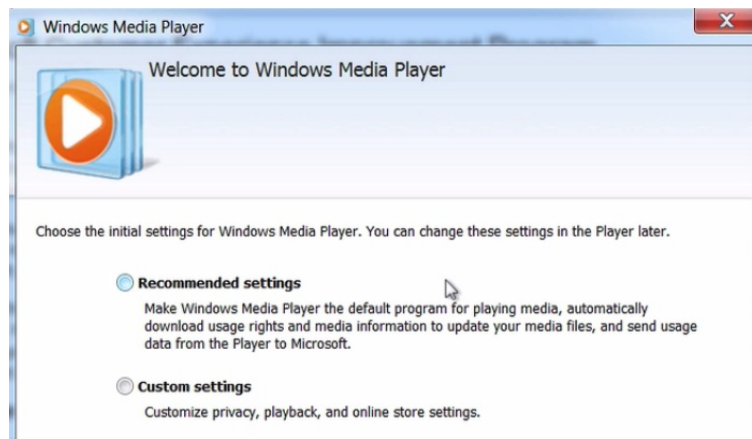 Windows Media Player
Welcome to Windows Media Player
Choose the initial settings for Windows Media Player. You can change these settings in the Player later.
Recommended settings
Make Windows Media Player the default program for playing media, automatically
download usage rights and media information to update your media files, and send usage
data from the Player to Microsoft.
Custom settings
Customize privacy, playback, and online store settings.